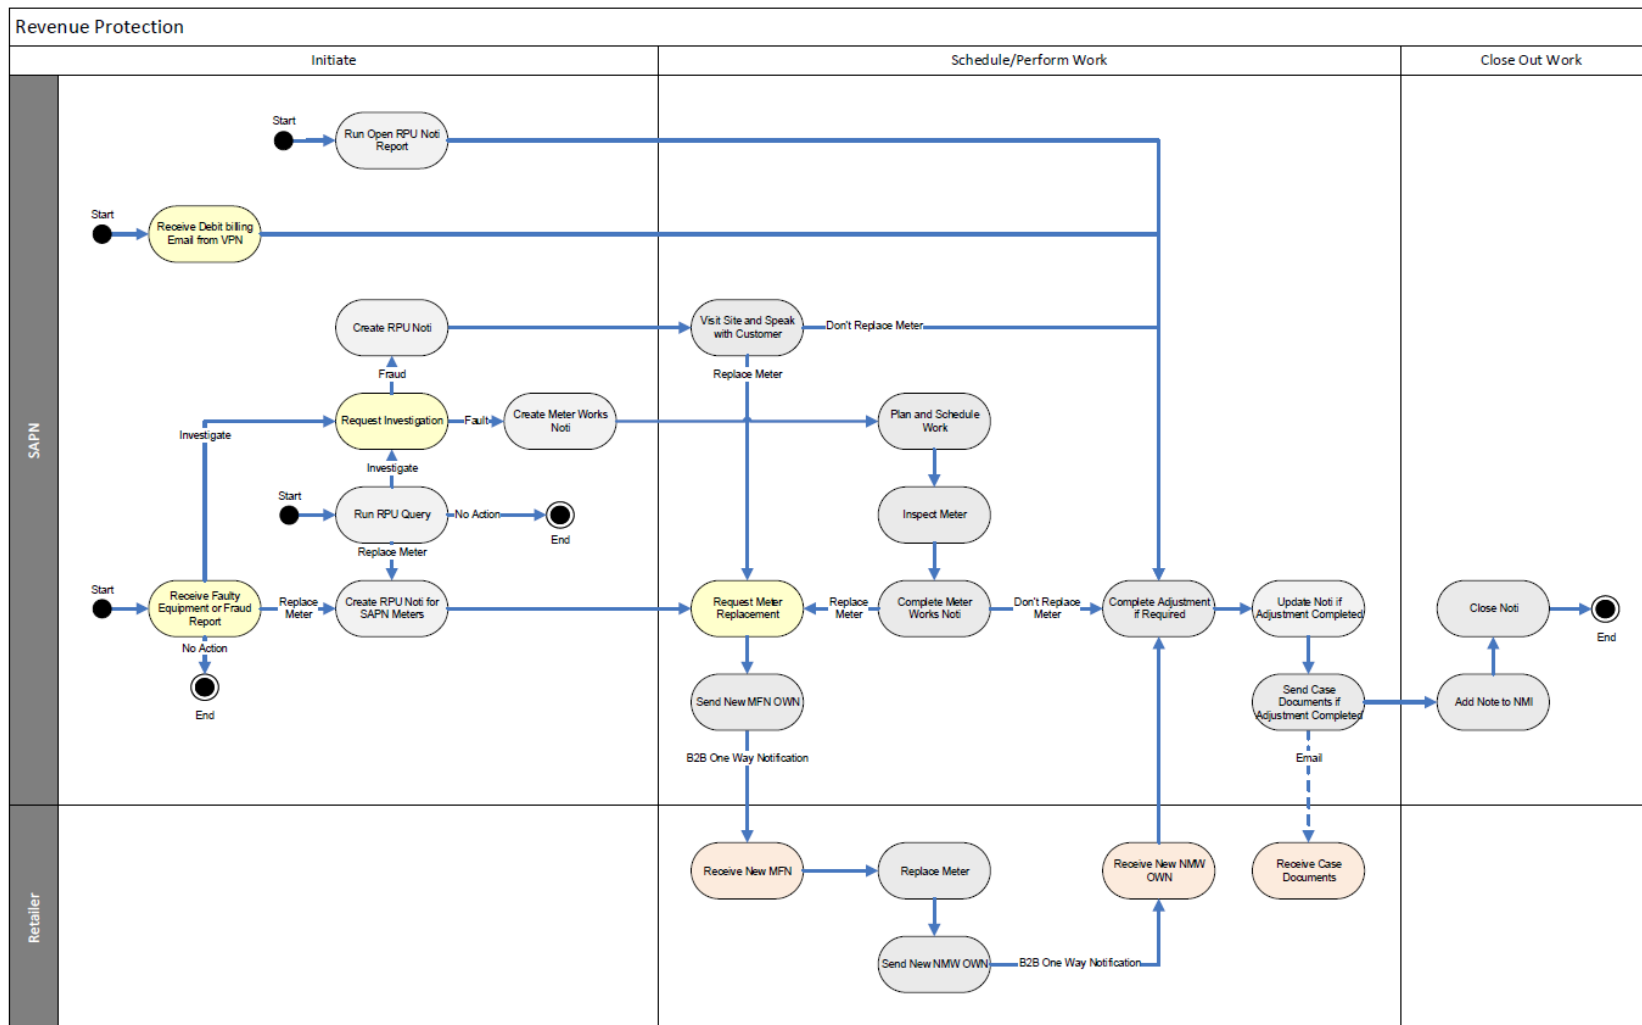 Revenue Protection
Initiate
Schedule/Perform Work
Close Out Work
SAPN
Start
Run Open RPU Noti
Report
Start
Receive Debit billing
Email from VPN
Create RPU Noti
Visit Site and Speak
with Customer
Don't Replace Meter
Fraud
Replace Meter
Request Investigation
Fault
Create Meter Works
Noti
Plan and Schedule
Work
Investigate
Investigate
Start
Run RPU Query
No Action
End
Inspect Meter
Replace Meter
Start
Receive Faulty
Equipment or Fraud
Report
Replace
Meter
Create RPU Noti for
SAPN Meters
Request Meter
Replacement
Replace
Meter
Complete Meter
Works Noti
Don't Replace
Meter
Complete Adjustment
if Required
Update Noti if
Adjustment Completed
Close Noti
End
No Action
End
Send New MFN OWN
Send Case
Documents if
Adjustment Completed
Add Note to NMI
B2B One Way Notification
Email
Retailer
Receive New MFN
Replace Meter
Receive New NMW
OWN
Receive Case
Documents
Send New NMW OWN
B2B One Way Notification